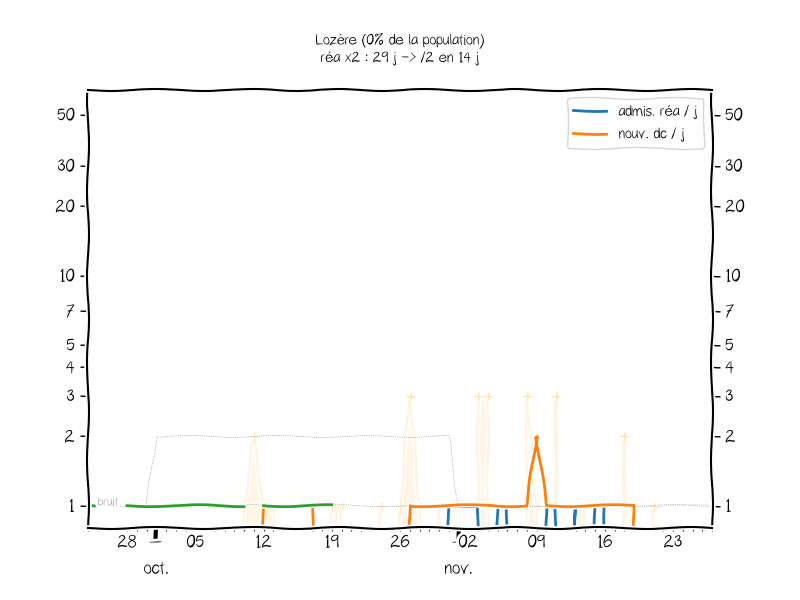 Lozère (0% de la population)
réa x2 : 29 j -> /2 en 14 j
admis. réa / j
nouv. dc / j
50 50
30 30
20 20
10 10
7 7
5 5
4 4
3 3
2 2
1 bruit 1
28 05 12 19 26 02 09 16 23
oct. nov.